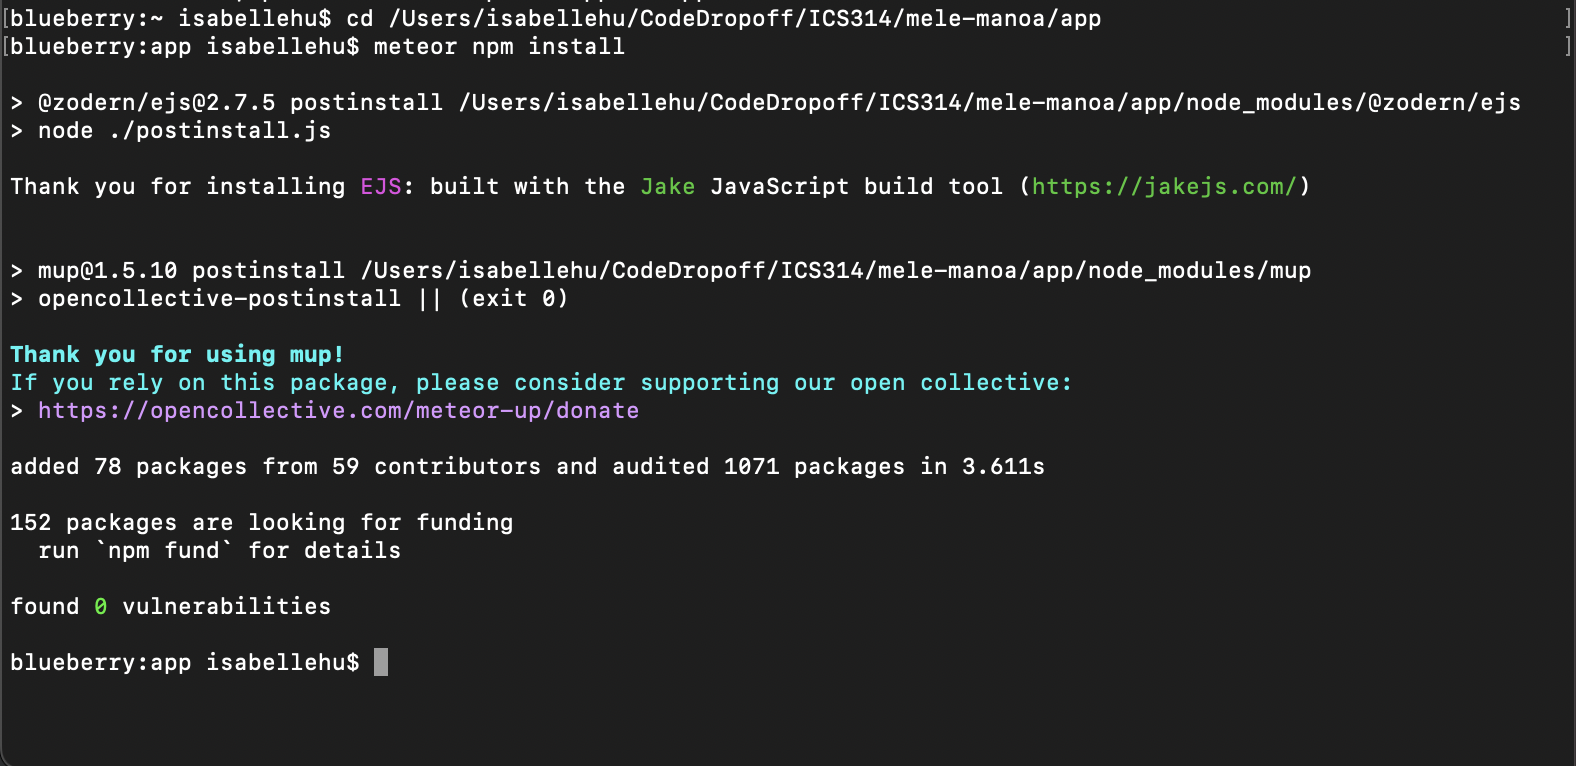 [blueberry:~ isabellehu$ cd /Users/isabellehu/CodeDropoff/ICS314/mele-manoa/app ]
[blueberry:app isabellehu$ meteor npm install ]
> @zodern/ejs@2.7.5 postinstall /Users/isabellehu/CodeDropoff/ICS314/mele-manoa/app/node_modules/@zodern/ejs
> node ./postinstall.js
Thank you for installing EJS: built with the Jake JavaScript build tool (https://jakejs.com/)
> mup@1.5.10 postinstall /Users/isabellehu/CodeDropoff/ICS314/mele-manoa/app/node_modules/mup
> opencollective-postinstall || (exit 0)
Thank you for using mup!
If you rely on this package, please consider supporting our open collective:
> https://opencollective.com/meteor-up/donate
added 78 packages from 59 contributors and audited 1071 packages in 3.611s
152 packages are looking for funding
run `npm fund` for details
found 0 vulnerabilities
blueberry:app isabellehu$